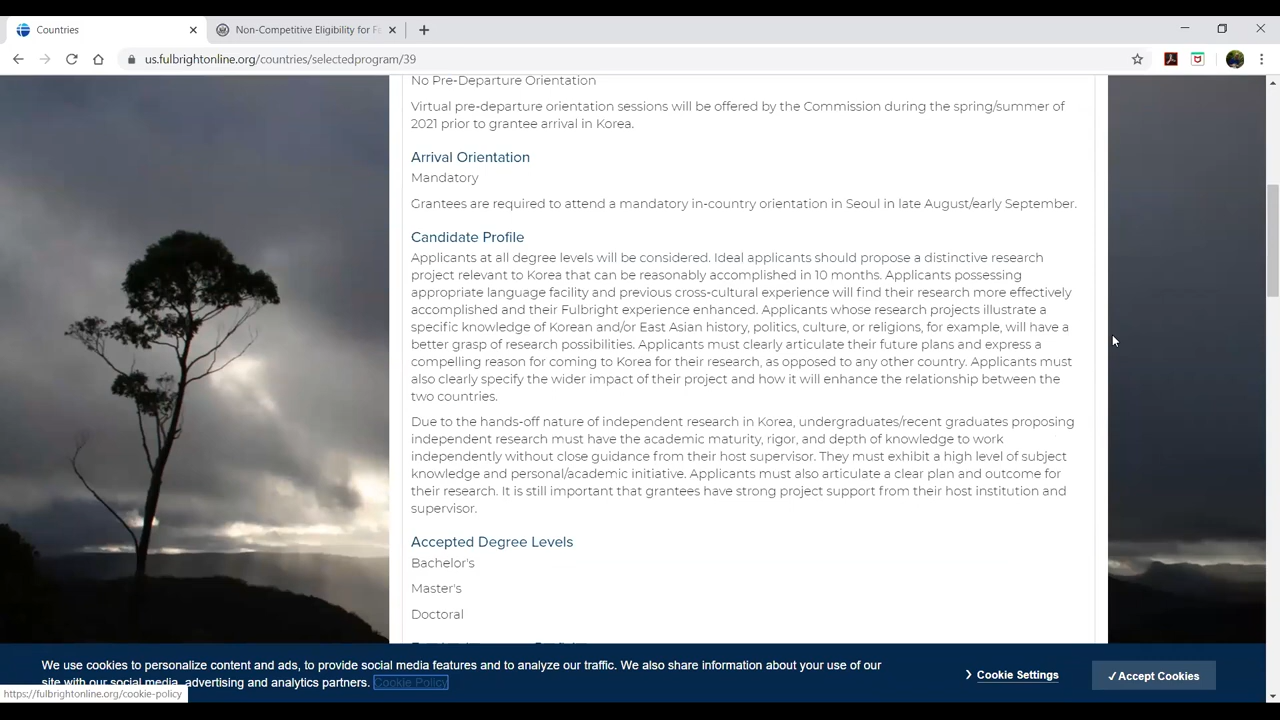 Countries
Non-Competitive Eligibility for F
us.fulbrightonline.org/countries/selectedprogram/39
No Pre-Departure Orientation
Virtual pre-departure orientation sessions will be offered by the Commission during the spring/summer of
2021 prior to grantee arrival in Korea.
Arrival Orientation
Mandatory
Grantees are required to attend a mandatory in-country orientation in Seoul in late August/early September.
Candidate Profile
Applicants at all degree levels will be considered. Ideal applicants should propose a distinctive research
project relevant to Korea that can be reasonably accomplished in 10 months. Applicants possessing
appropriate language facility and previous cross-cultural experience will find their research more effectively
accomplished and their Fulbright experience enhanced. Applicants whose research projects illustrate a
specific knowledge of Korean and/or East Asian history, politics, culture, or religions, for example, will have a
better grasp of research possibilities. Applicants must clearly articulate their future plans and express a
compelling reason for coming to Korea for their research, as opposed to any other country. Applicants must
also clearly specify the wider impact of their project and how it will enhance the relationship between the
two countries.
Due to the hands-off nature of independent research in Korea, undergraduates/recent graduates proposing
independent research must have the academic maturity, rigor, and depth of knowledge to work
independently without close guidance from their host supervisor. They must exhibit a high level of subject
knowledge and personal/academic initiative. Applicants must also articulate a clear plan and outcome for
their research. It is still important that grantees have strong project support from their host institution and
supervisor.
Accepted Degree Levels
Bachelor's
Master's
Doctoral
We use cookies to personalize content and ads, to provide social media features and to analyze our traffic. We also share information about your use of our
site with our social media, advertising and analytics partners. Cookie Policy
Cookie Settings
✓Accept Cookies
https://fulbrightonline.org/cookie-policy